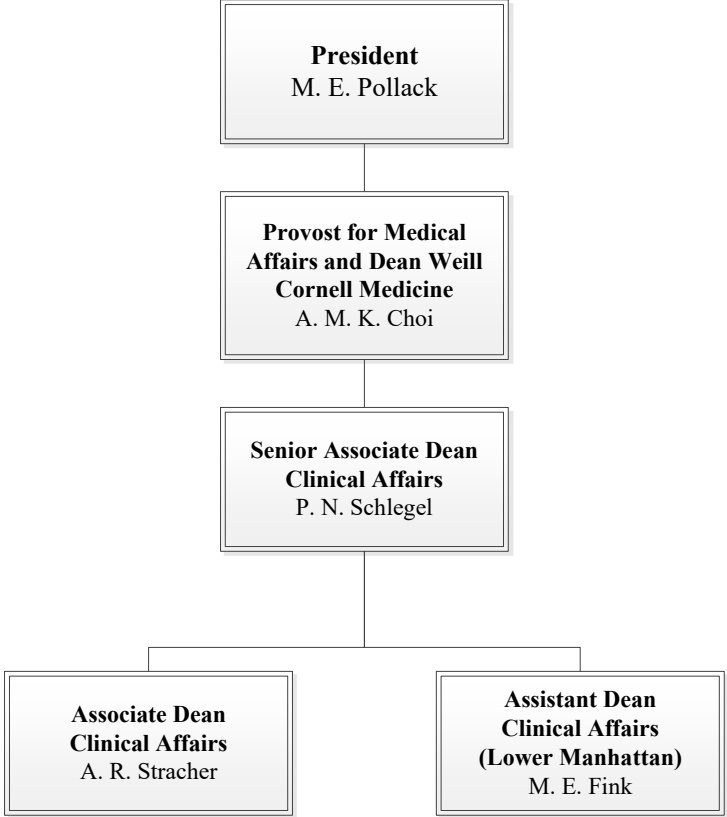 President
M. E. Pollack
Provost for Medical
Affairs and Dean Weill
Cornell Medicine
A. M. K. Choi
Senior Associate Dean
Clinical Affairs
P. N. Schlegel
Associate Dean
Clinical Affairs
A. R. Stracher
Assistant Dean
Clinical Affairs
(Lower Manhattan)
M. E. Fink